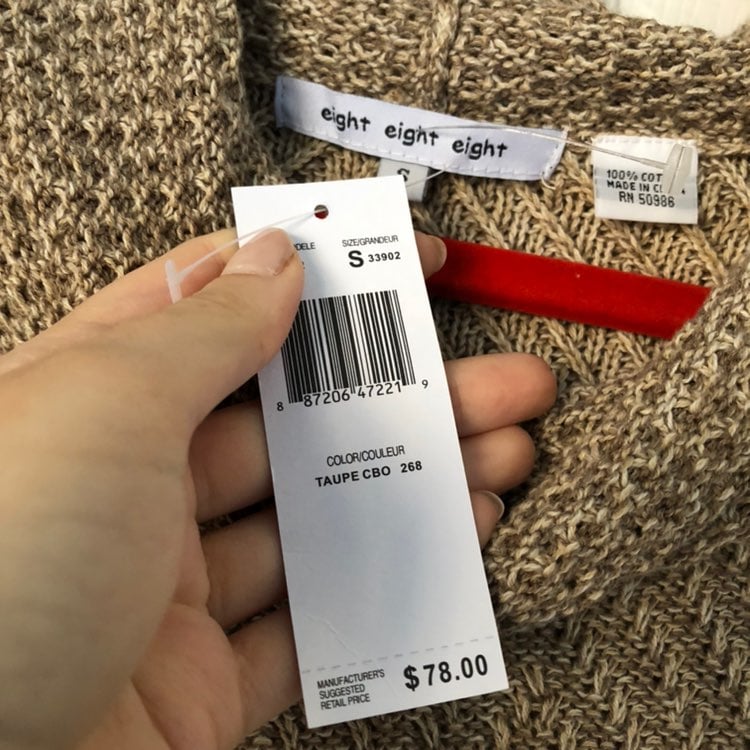 eight eight eight
S
100% COT
MADE IN
RN 50986
SIZE/GRANDEUR
S 33902
8 87206 47221 9
COLOR/COULEUR
TAUPE CBO 268
MANUFACTURER'S
SUGGESTED
RETAIL PRICE
$78.00